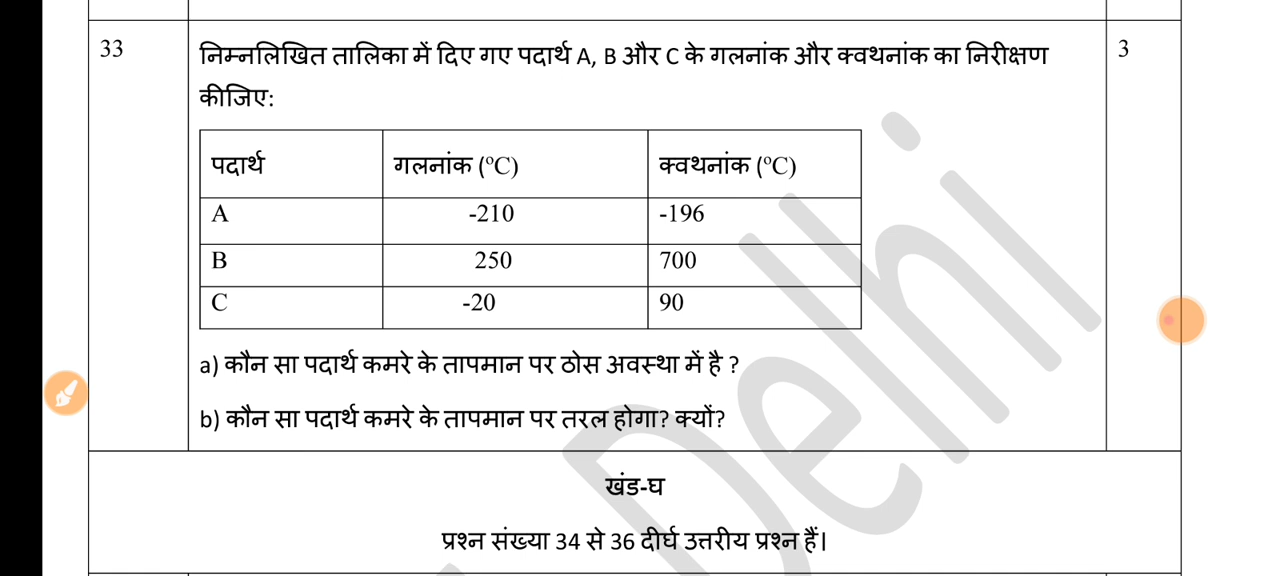 33
निम्नलिखित तालिका में दिए गए पदार्थ A, B और C के गलनांक और क्वथनांक का निरीक्षण
3
कीजिए:
पदार्थ गलनांक (°C) क्वथनांक (°C)
A -210 -196
B 250 700
C -20 90
a) कौन सा पदार्थ कमरे के तापमान पर ठोस अवस्था में है ?
b) कौन सा पदार्थ कमरे के तापमान पर तरल होगा? क्यों?
खंड-घ
प्रश्न संख्या 34 से 36 दीर्घ उत्तरीय प्रश्न हैं।
Delhi